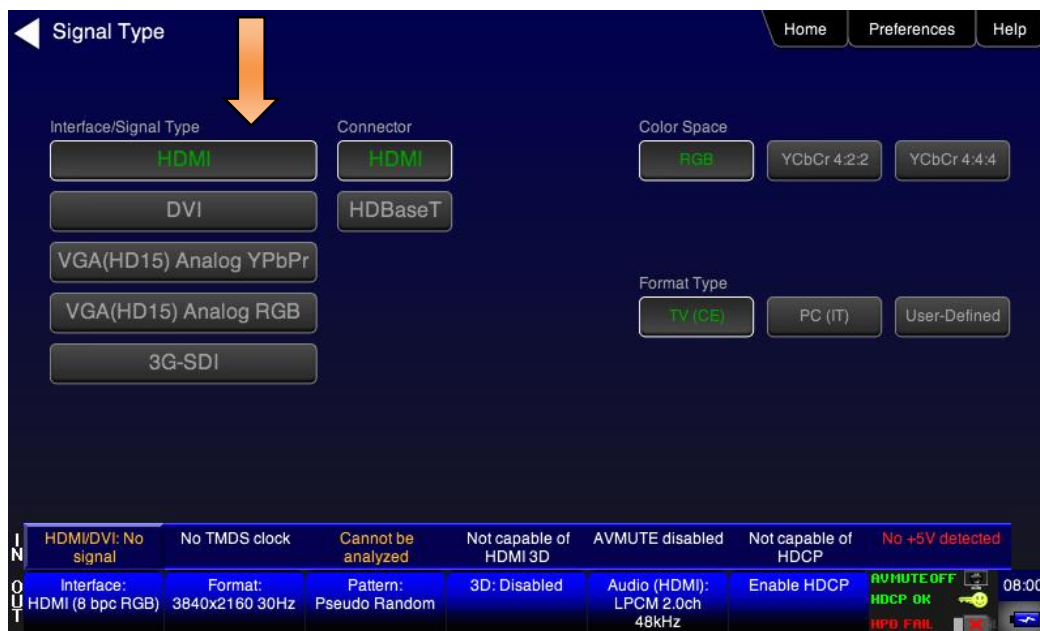 Signal Type
Home
Preferences
Help
Interface/Signal Type
Connector
Color Space
HDMI
HDMI
RGB
YCbCr 4:2:2
YCbCr 4:4:4
DVI
HDBaseT
VGA(HD15) Analog YPbPr
Format Type
VGA(HD15) Analog RGB
TV (CE)
PC (IT)
User-Defined
3G-SDI
IN
HDMI/DVI: No
signal
No TMDS clock
Cannot be
analyzed
Not capable of
HDMI 3D
AVMUTE disabled
Not capable of
HDCP
No +5V detected
OUT
Interface:
HDMI (8 bpc RGB)
Format:
3840x2160 30Hz
Pattern:
Pseudo Random
3D: Disabled
Audio (HDMI):
LPCM 2.0ch
48kHz
Enable HDCP
AVMUTE OFF
HDCP OK
HPD FAIL
08:00